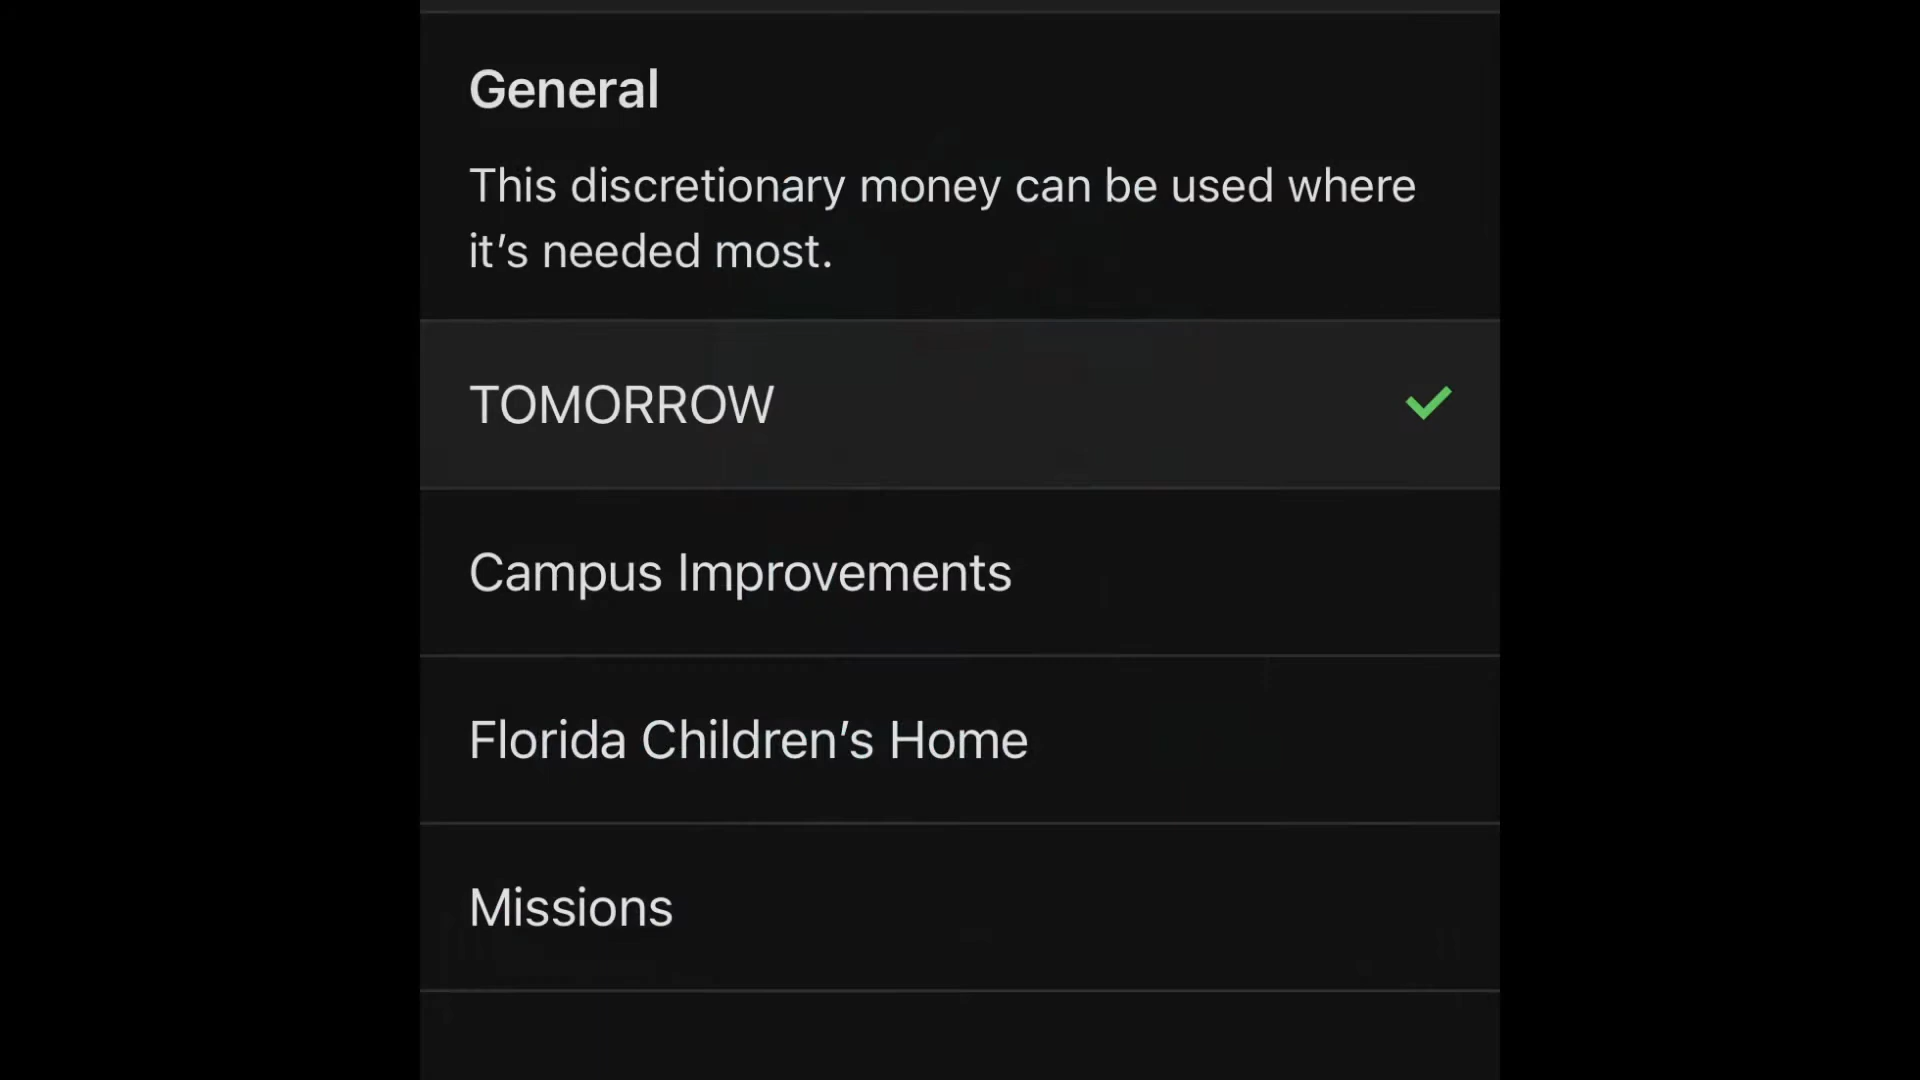 General
This discretionary money can be used where
it’s needed most.
TOMORROW
Campus Improvements
Florida Children’s Home
Missions